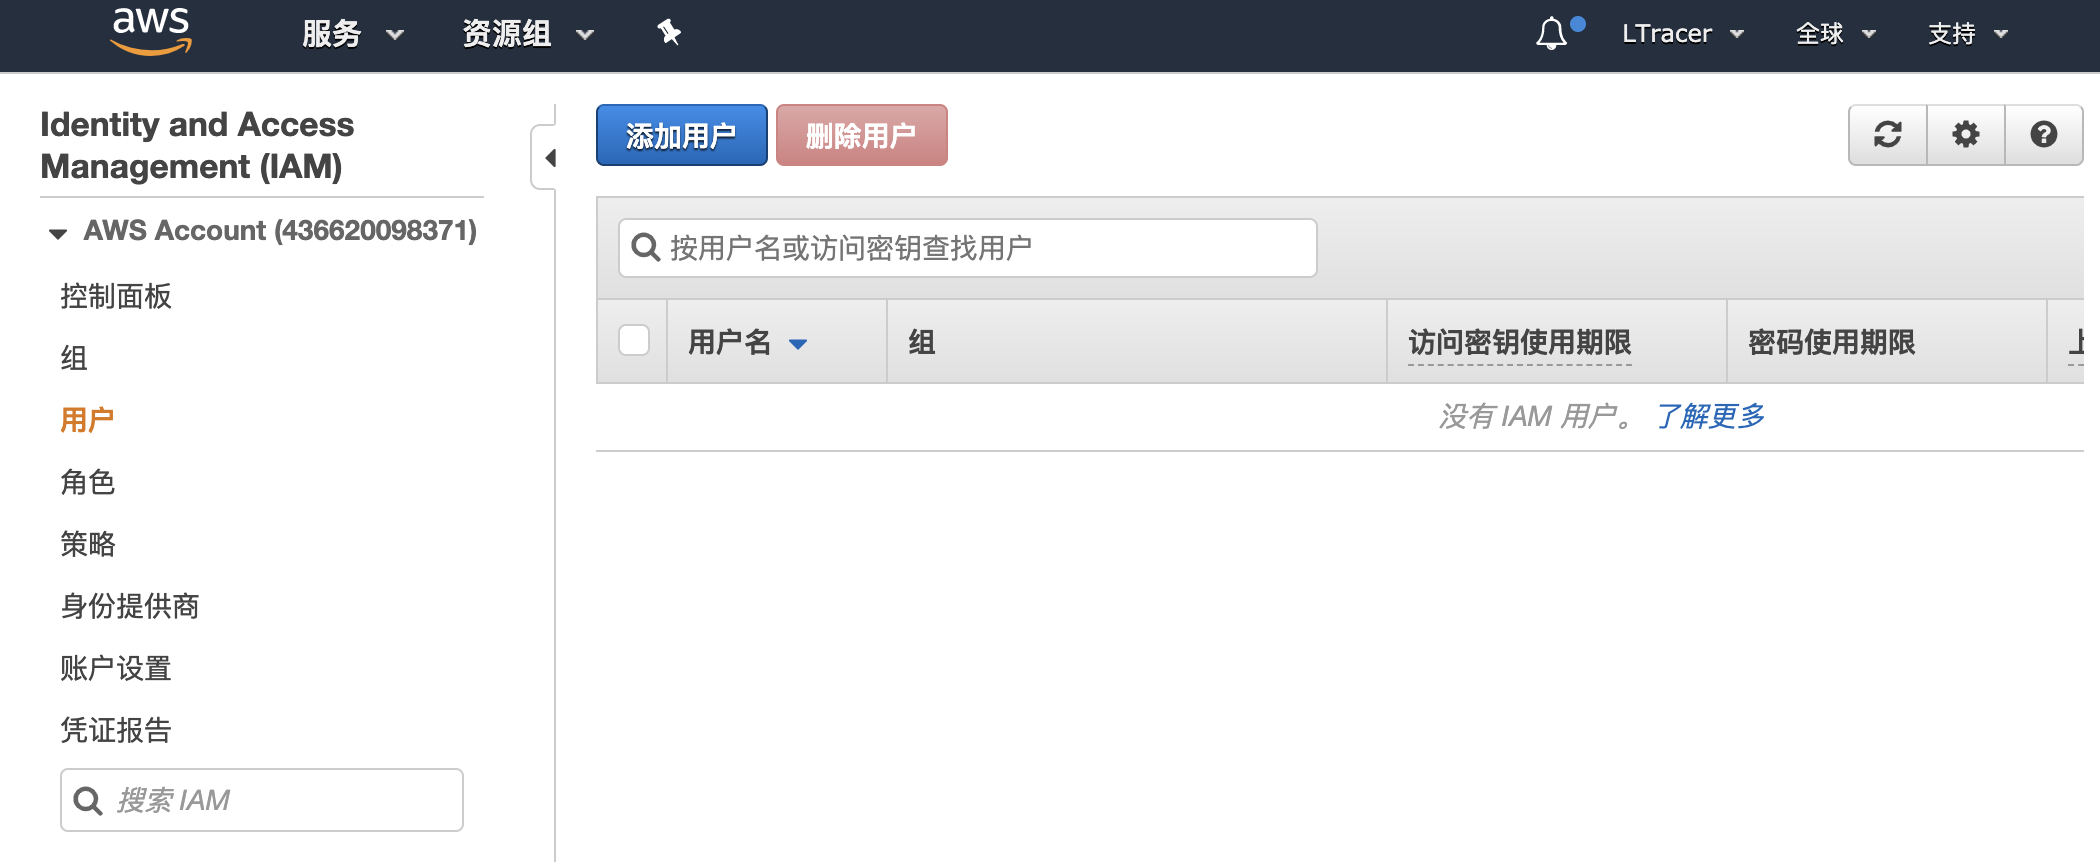 aws 服务 资源组 LTracer 全球 支持
Identity and Access
Management (IAM)
AWS Account (436620098371)
控制面板
组
用户
角色
策略
身份提供商
账户设置
凭证报告
搜索 IAM
添加用户 删除用户
按用户名或访问密钥查找用户
用户名 组 访问密钥使用期限 密码使用期限
没有 IAM 用户。 了解更多